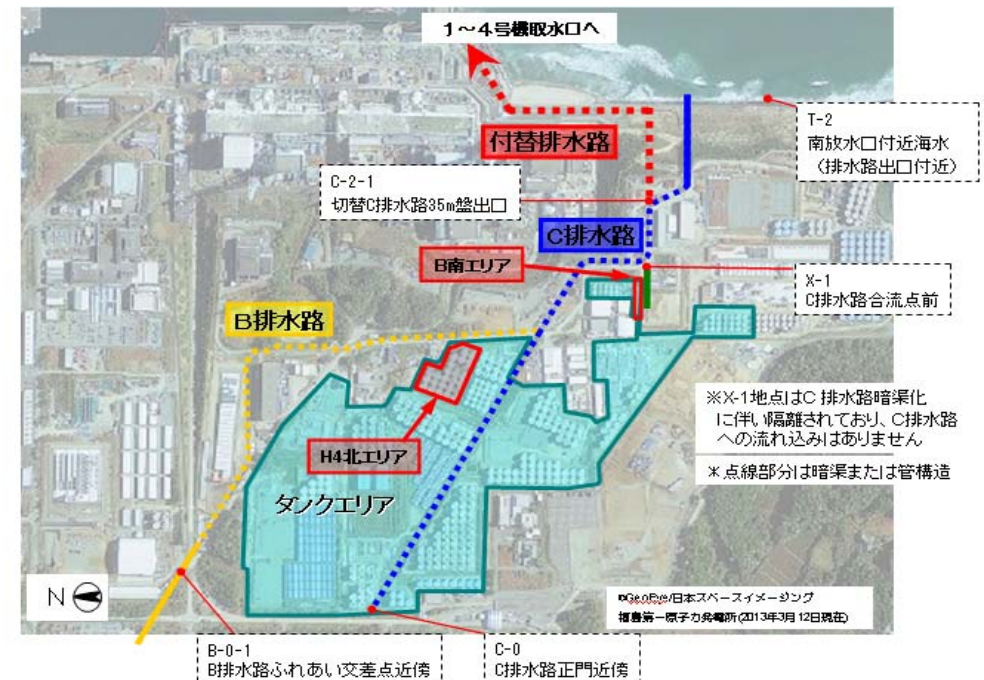 1～4号機取水口へ
付替排水路
T-2
南放水口付近海水
（排水路出口付近）
C-2-1
切替C排水路35m盤出口
C排水路
B南エリア
X-1
C排水路合流点前
B排水路
※X-1地点はC 排水路暗渠化
に伴い隔離されており、C排水路
への流れ込みはありません
＊点線部分は暗渠または管構造
H4北エリア
タンクエリア
N
©GeoEye/日本スペースイメージング
福島第一原子力発電所(2013年3月12日現在)
B-0-1
B排水路ふれあい交差点近傍
C-0
C排水路正門近傍